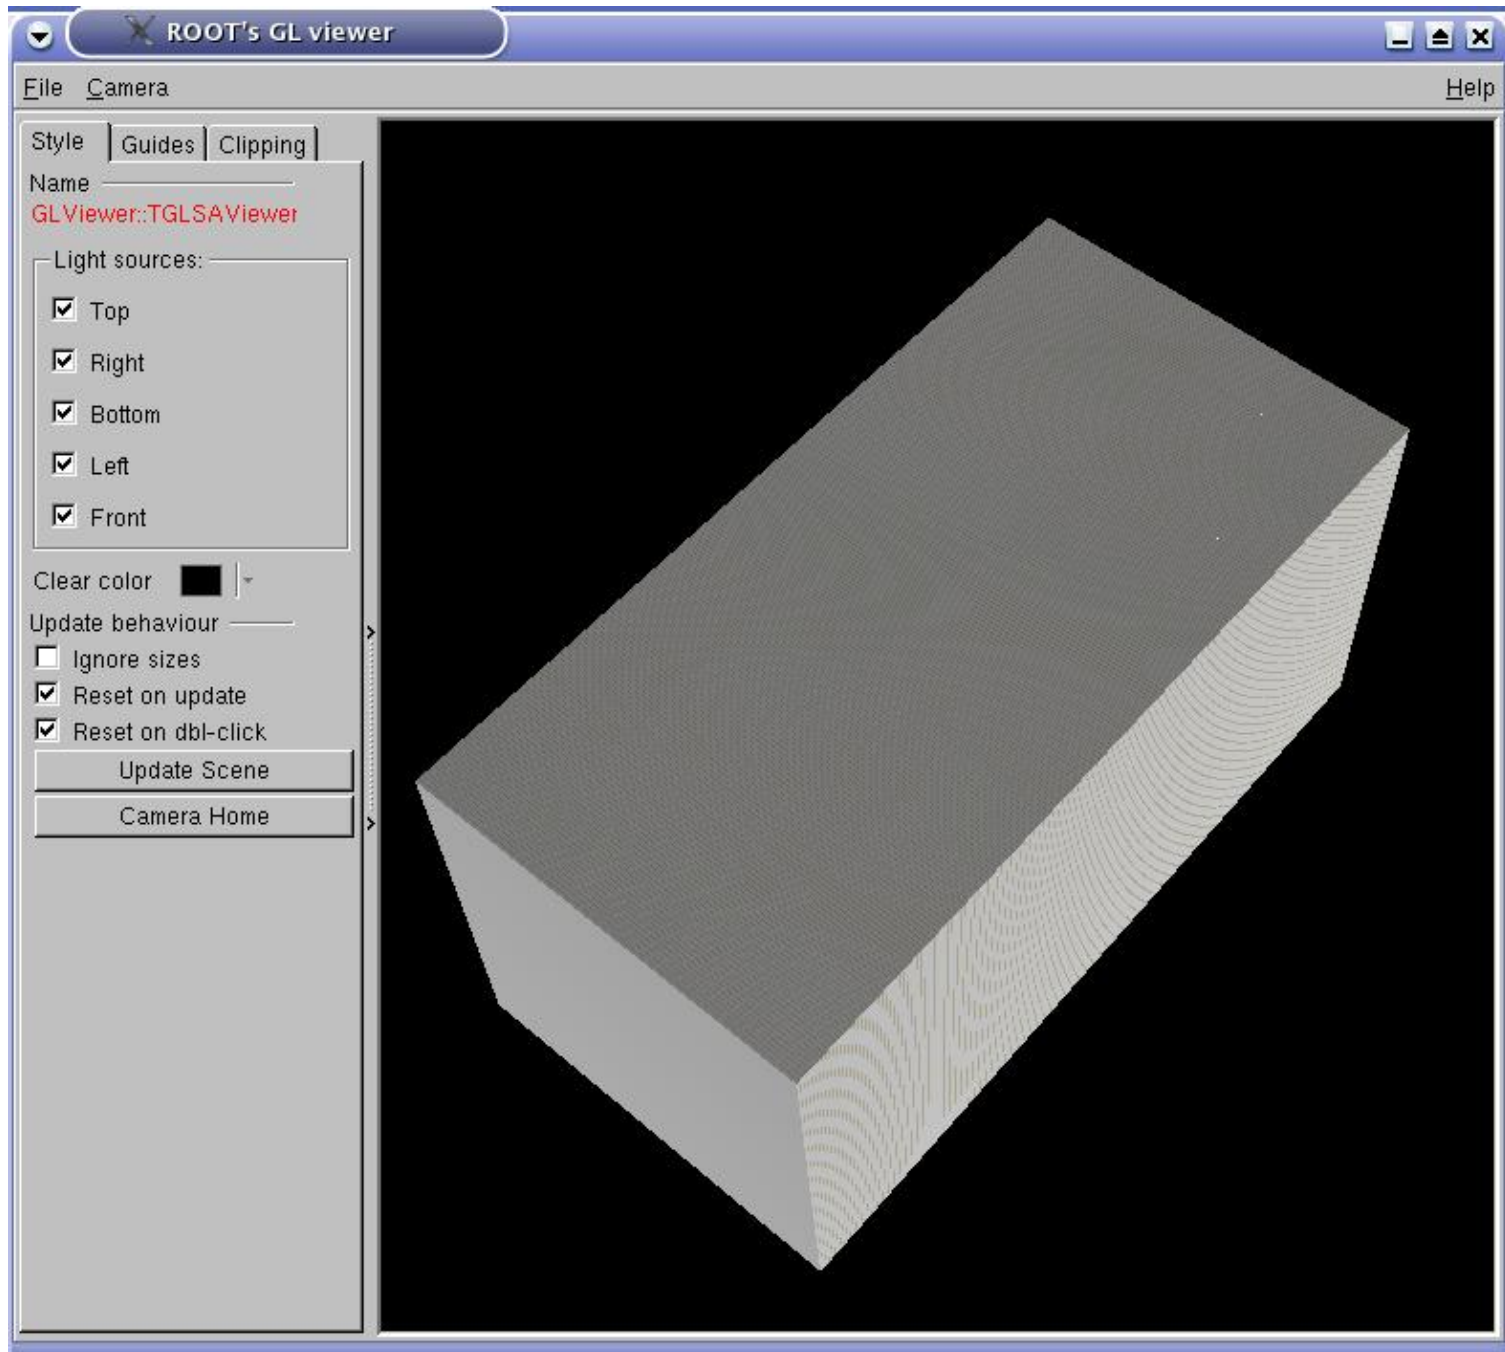 ROOT's GL viewer
File Camera Help
Style Guides Clipping
Name
GLViewer::TGLSAViewer
Light sources:
Top
Right
Bottom
Left
Front
Clear color
Update behaviour
Ignore sizes
Reset on update
Reset on dbl-click
Update Scene
Camera Home